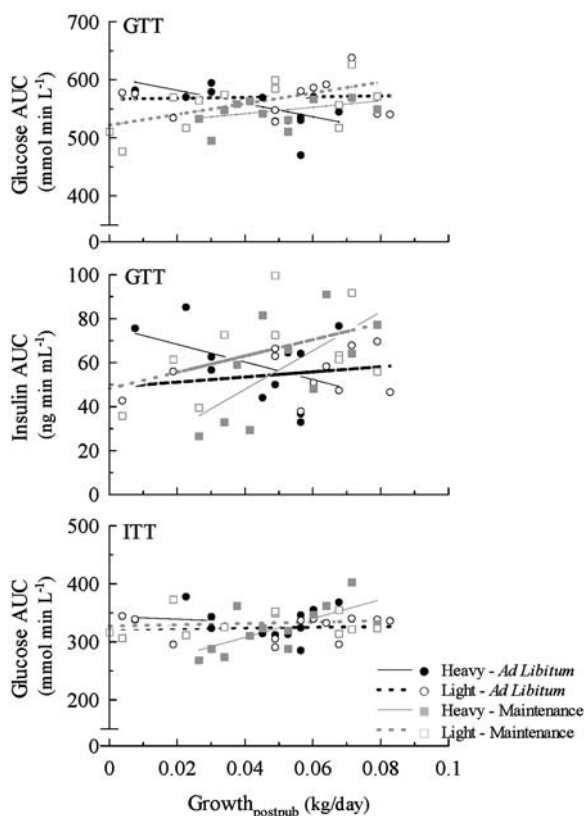 GTT
700
600
500
400
0
Glucose AUC
(mmol min L-1)
GTT
100
80
60
40
20
0
Insulin AUC
(ng min mL-1)
ITT
500
400
300
200
0
Glucose AUC
(mmol min L-1)
Heavy - Ad Libitum
Light - Ad Libitum
Heavy - Maintenance
Light - Maintenance
0 0.02 0.04 0.06 0.08 0.1
Growthpostpub (kg/day)